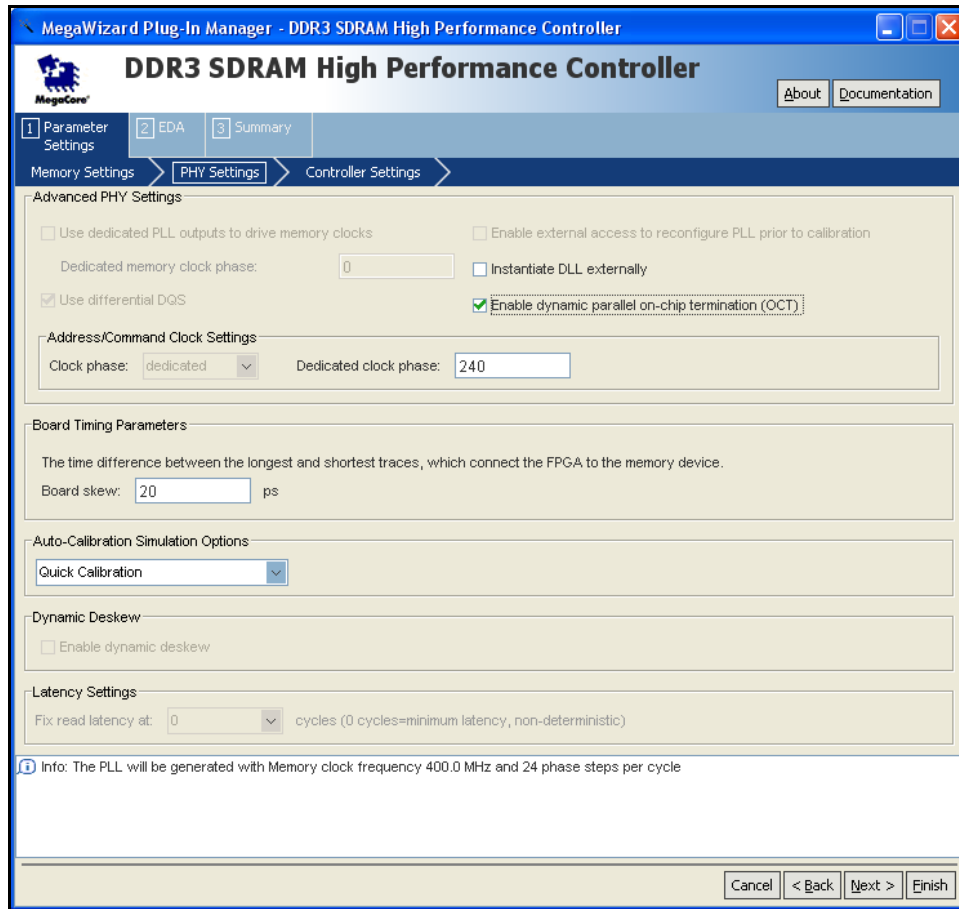 MegaWizard Plug-In Manager - DDR3 SDRAM High Performance Controller
DDR3 SDRAM High Performance Controller
MegaCore®
About Documentation
1 Parameter Settings
2 EDA
3 Summary
Memory Settings
PHY Settings
Controller Settings
Advanced PHY Settings
Use dedicated PLL outputs to drive memory clocks
Enable external access to reconfigure PLL prior to calibration
Dedicated memory clock phase: 0
Instantiate DLL externally
Use differential DQS
Enable dynamic parallel on-chip termination (OCT)
Address/Command Clock Settings
Clock phase: dedicated
Dedicated clock phase: 240
Board Timing Parameters
The time difference between the longest and shortest traces, which connect the FPGA to the memory device.
Board skew: 20 ps
Auto-Calibration Simulation Options
Quick Calibration
Dynamic Deskew
Enable dynamic deskew
Latency Settings
Fix read latency at: 0 cycles (0 cycles=minimum latency, non-deterministic)
Info: The PLL will be generated with Memory clock frequency 400.0 MHz and 24 phase steps per cycle
Cancel < Back Next > Finish